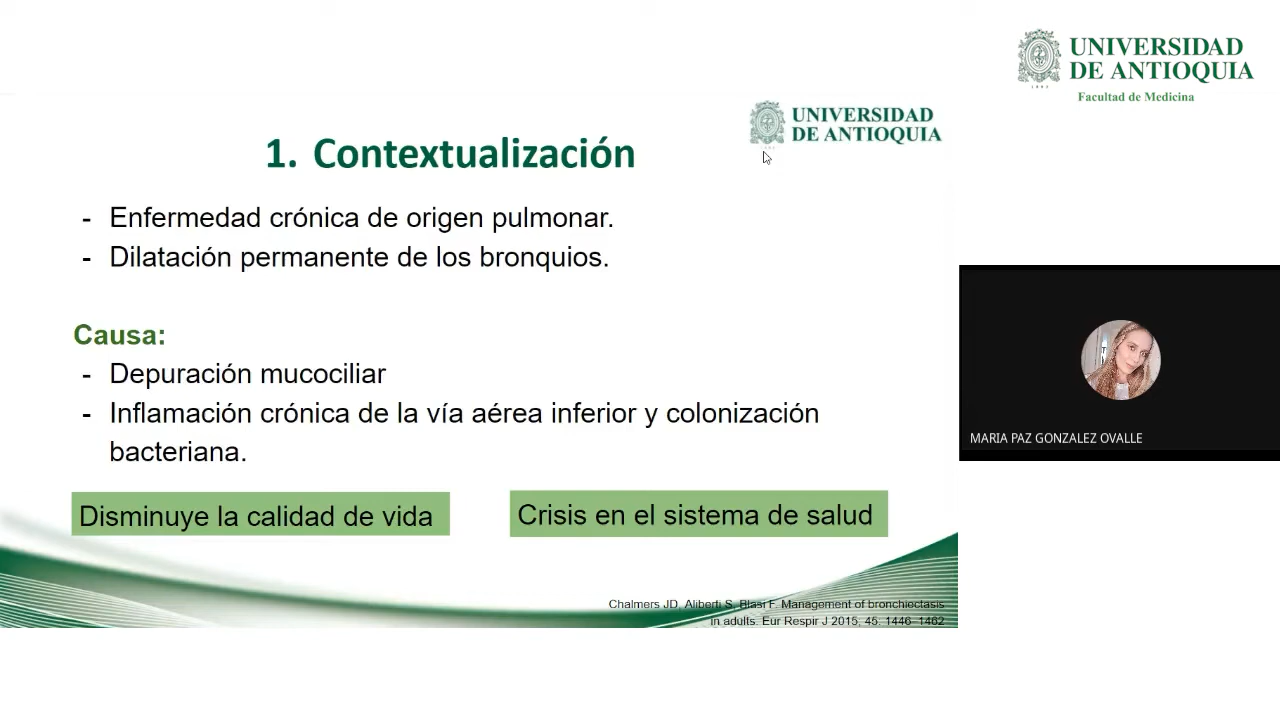 UNIVERSIDAD
DE ANTIOQUIA
Facultad de Medicina
UNIVERSIDAD
DE ANTIOQUIA
1. Contextualización
- Enfermedad crónica de origen pulmonar.
- Dilatación permanente de los bronquios.
Causa:
- Depuración mucociliar
- Inflamación crónica de la vía aérea inferior y colonización
bacteriana.
Disminuye la calidad de vida
Crisis en el sistema de salud
Chalmers JD, Aliberti S, Blasi F. Management of bronchiectasis
in adults. Eur Respir J 2015; 45: 1446–1462
MARIA PAZ GONZALEZ OVALLE